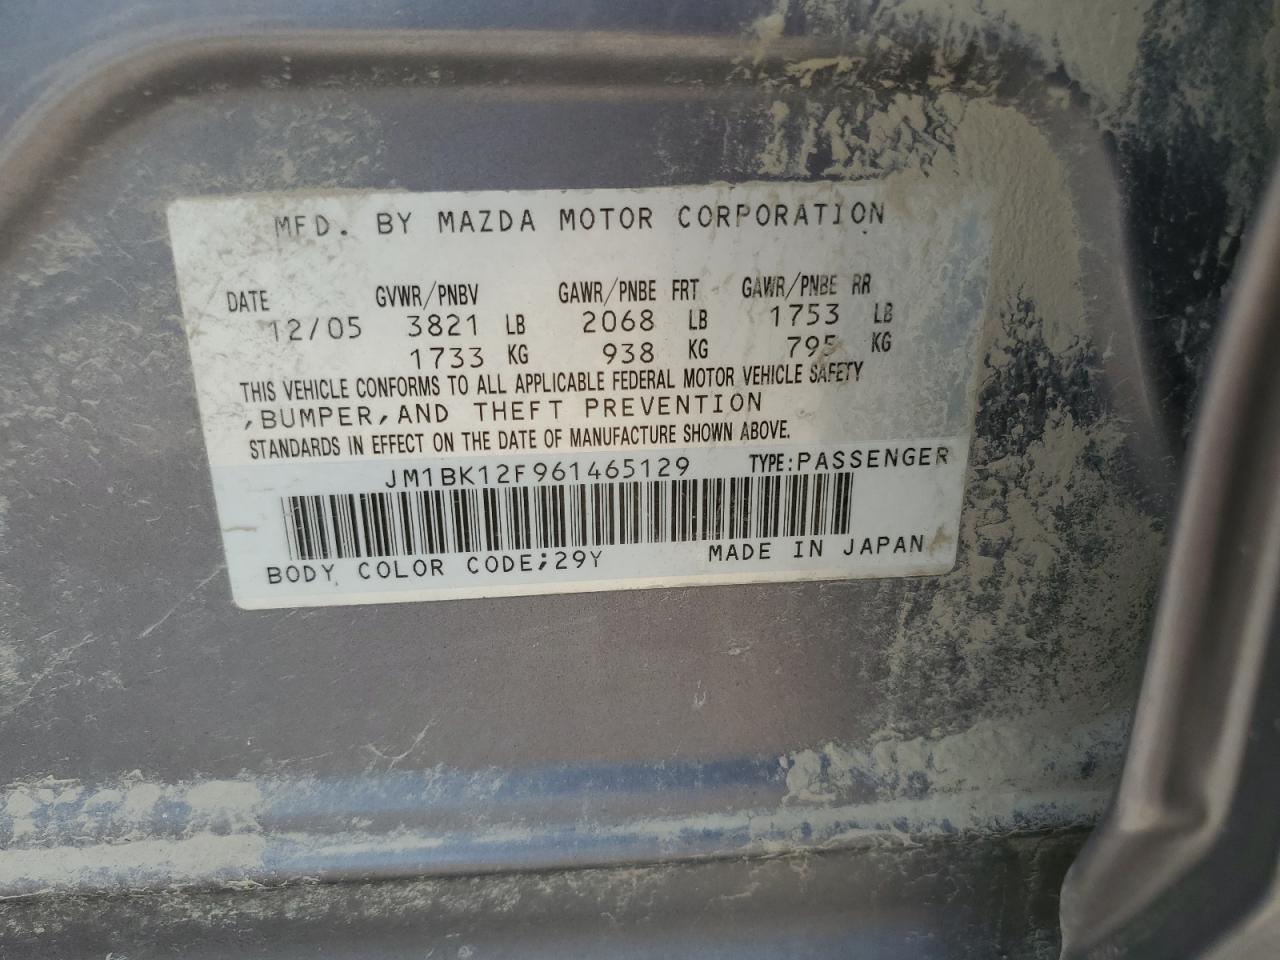 MFD. BY MAZDA MOTOR CORPORATION
DATE GVWR/PNBV GAWR/PNBE FRT GAWR/PNBE RR
12/05 3821 LB 2068 LB 1753 LB
1733 KG 938 KG 795 KG
THIS VEHICLE CONFORMS TO ALL APPLICABLE FEDERAL MOTOR VEHICLE SAFETY
,BUMPER,AND THEFT PREVENTION
STANDARDS IN EFFECT ON THE DATE OF MANUFACTURE SHOWN ABOVE.
JM1BK12F961465129 TYPE:PASSENGER
BODY COLOR CODE;29Y MADE IN JAPAN